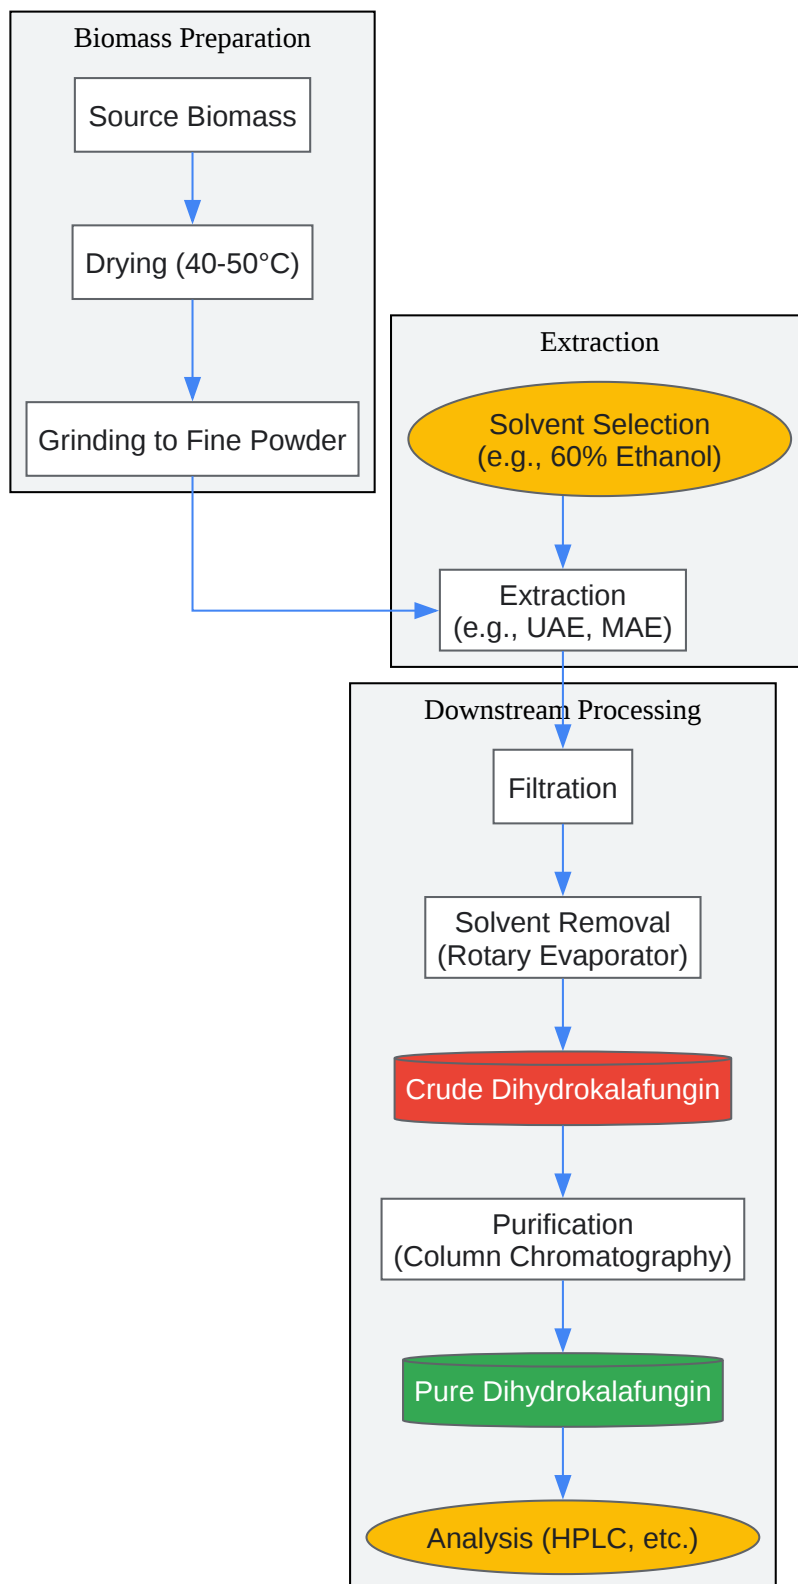 Biomass Preparation
Source Biomass
Drying (40-50°C)
Grinding to Fine Powder
Extraction
Solvent Selection
(e.g., 60% Ethanol)
Extraction
(e.g., UAE, MAE)
Downstream Processing
Filtration
Solvent Removal
(Rotary Evaporator)
Crude Dihydrokalafungin
Purification
(Column Chromatography)
Pure Dihydrokalafungin
Analysis (HPLC, etc.)